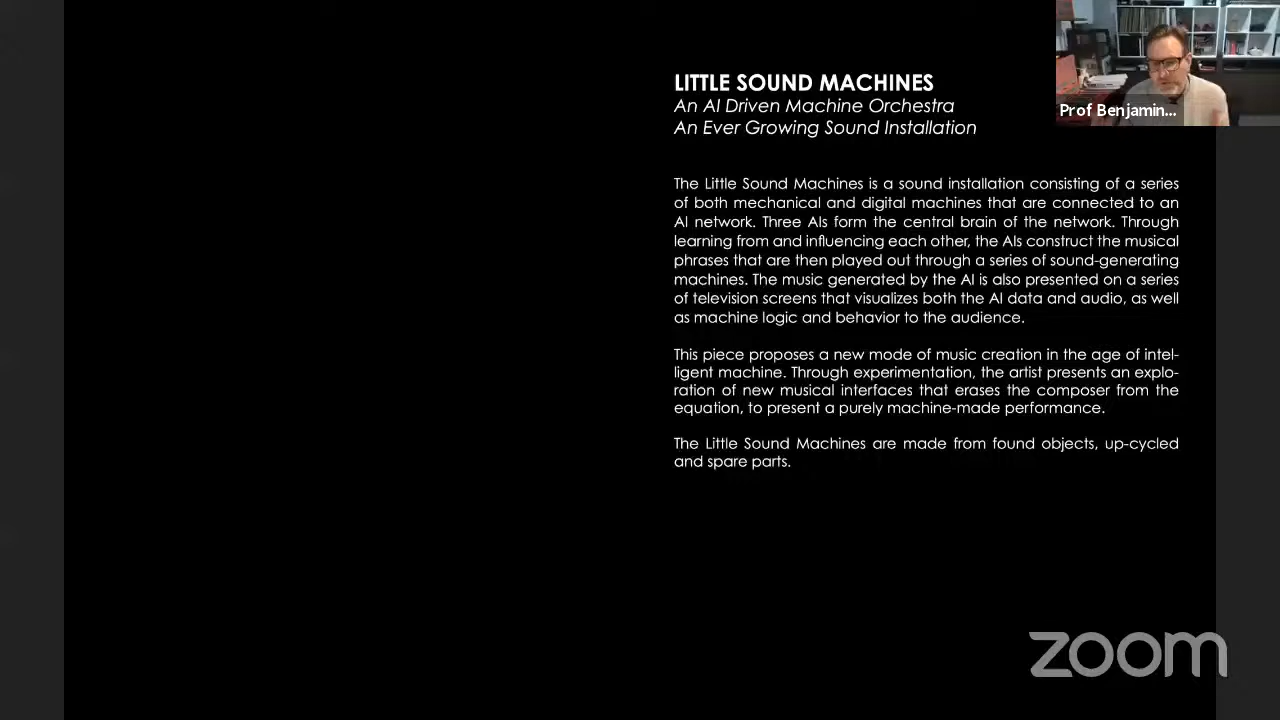 LITTLE SOUND MACHINES
An AI Driven Machine Orchestra
An Ever Growing Sound Installation
Prof Benjamin...
The Little Sound Machines is a sound installation consisting of a series
of both mechanical and digital machines that are connected to an
AI network. Three AIs form the central brain of the network. Through
learning from and influencing each other, the AIs construct the musical
phrases that are then played out through a series of sound-generating
machines. The music generated by the AI is also presented on a series
of television screens that visualizes both the AI data and audio, as well
as machine logic and behavior to the audience.
This piece proposes a new mode of music creation in the age of intel-
ligent machine. Through experimentation, the artist presents an explo-
ration of new musical interfaces that erases the composer from the
equation, to present a purely machine-made performance.
The Little Sound Machines are made from found objects, up-cycled
and spare parts.
zoom